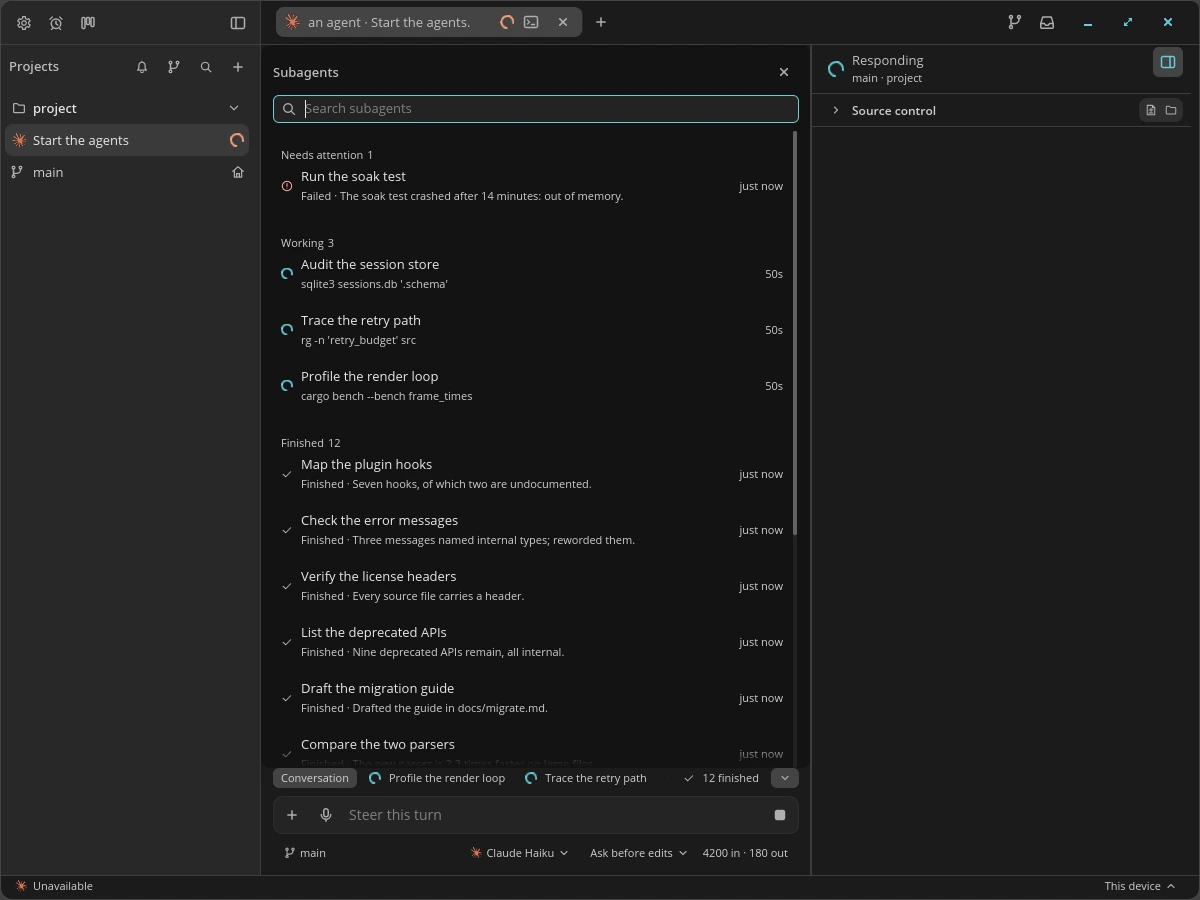 an agent · Start the agents.
Projects
project
Start the agents
main
Subagents
Search subagents
Needs attention 1
Run the soak test
Failed · The soak test crashed after 14 minutes: out of memory.
just now
Working 3
Audit the session store
sqlite3 sessions.db '.schema'
50s
Trace the retry path
rg -n 'retry_budget' src
50s
Profile the render loop
cargo bench --bench frame_times
50s
Finished 12
Map the plugin hooks
Finished · Seven hooks, of which two are undocumented.
just now
Check the error messages
Finished · Three messages named internal types; reworded them.
just now
Verify the license headers
Finished · Every source file carries a header.
just now
List the deprecated APIs
Finished · Nine deprecated APIs remain, all internal.
just now
Draft the migration guide
Finished · Drafted the guide in docs/migrate.md.
just now
Compare the two parsers
just now
Conversation
Profile the render loop
Trace the retry path
12 finished
Steer this turn
main
Claude Haiku
Ask before edits
4200 in · 180 out
Responding
main · project
Source control
Unavailable
This device